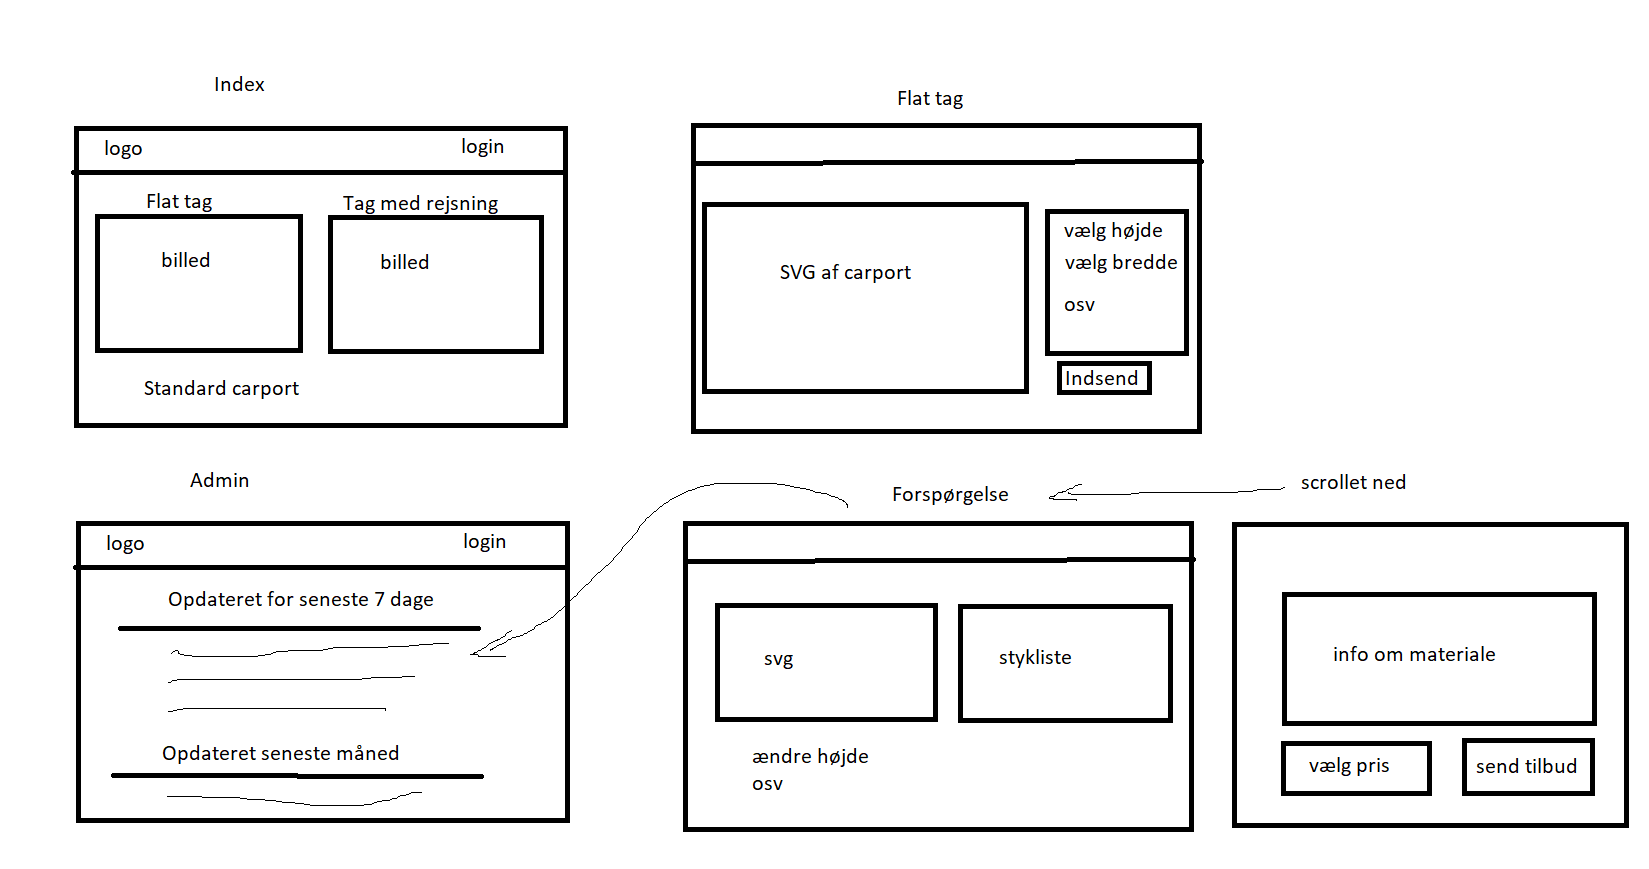 Index
logo
login
Flat tag
Tag med rejsning
billed
billed
Standard carport
Flat tag
SVG af carport
vælg højde
vælg bredde
osv
Indsend
Admin
logo
login
Opdateret for seneste 7 dage
Opdateret seneste måned
Forspørgelse
svg
stykliste
ændre højde
osv
scrollet ned
info om materiale
vælg pris
send tilbud